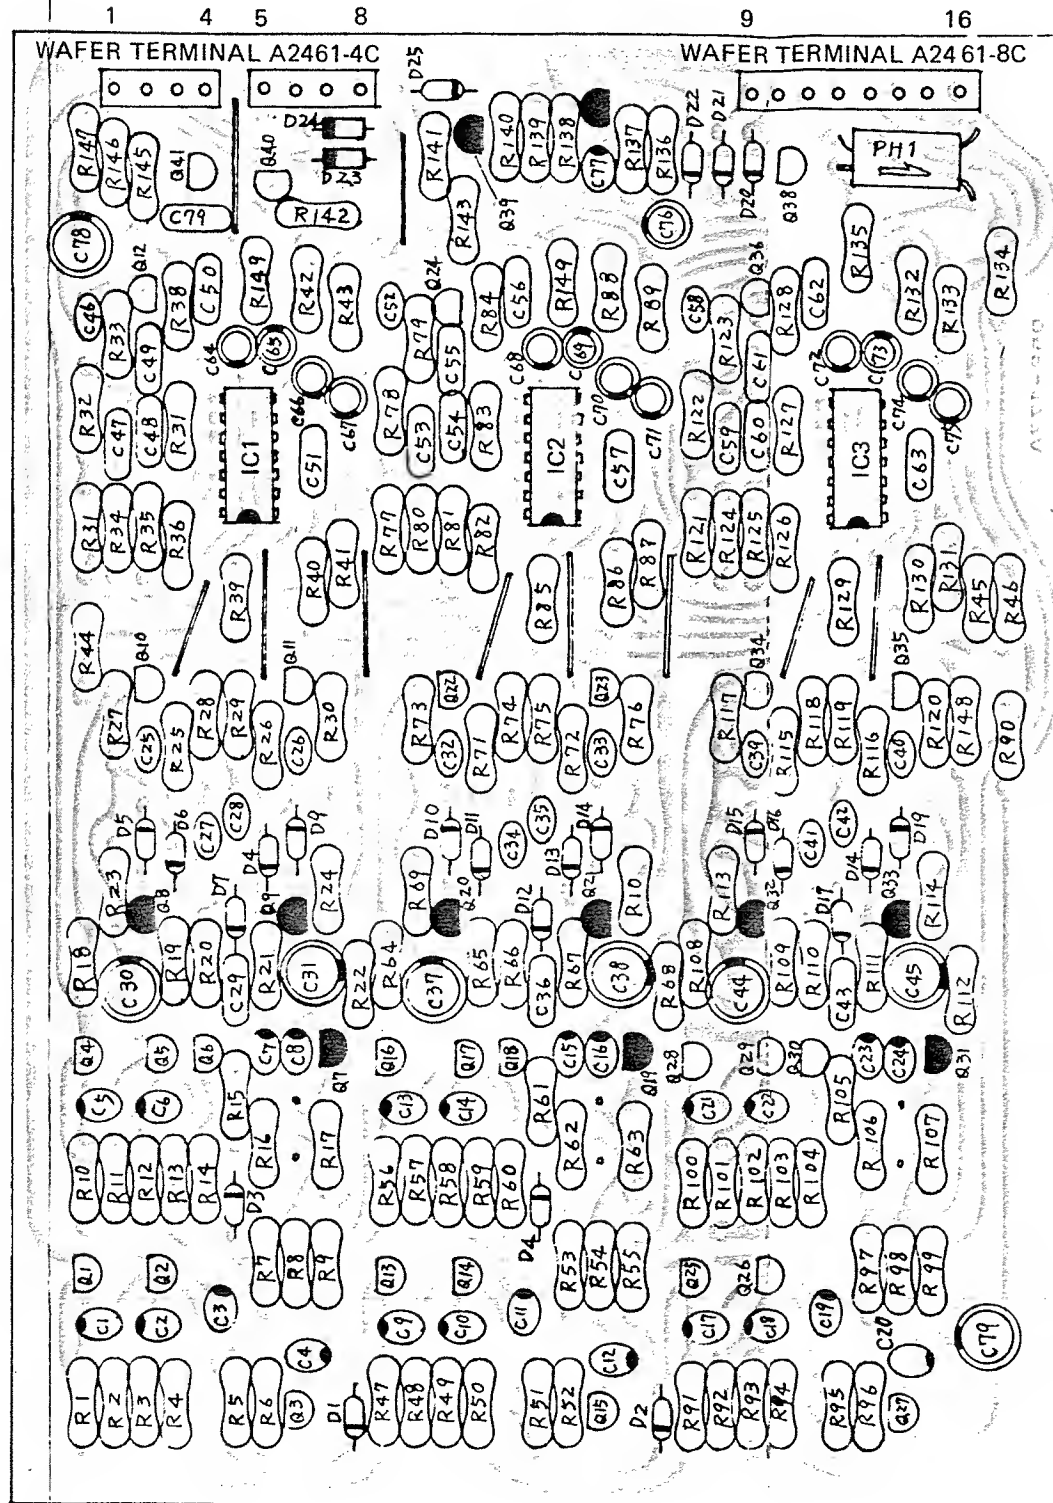 1 4 5 8 9 16
WAFER TERMINAL A2461-4C WAFER TERMINAL A2461-8C
D25
R147 R146 R145 Q41 Q40 D24 D23 R141 R140 R139 R138 C77 R137 R136 D22 D21 D20 Q38 PH1
C78 C79 R142 R143 Q39 C76 R135
Q12 Q24 Q36
C46 R33 R38 C50 R149 R42 R43 C52 R79 R84 C56 R149 R88 R89 C58 R123 R128 C62 R132 R133 R134
C49 C64 C65 C55 C68 C69 C61 C72 C73
R32 C47 C48 R31 C66 C67 R78 C53 C54 R83 C70 C71 R122 C59 C60 R127 C74 C75
IC1 C51 IC2 C57 IC3 C63
R31 R34 R35 R36 R77 R80 R81 R82 R121 R124 R125 R126
R39 R40 R41 R85 R86 R87 R129 R130 R131 R45 R46
R44 Q10 Q11 Q22 Q23 Q34 Q35
R27 C25 R25 R28 R29 R26 C26 R30 R73 C32 R71 R74 R75 R72 C33 R76 R117 C39 R115 R118 R119 R116 C40 R120 R148 R90
D5 D6 C27 C28 D4 D9 D10 D11 C34 C35 D13 D14 D15 D16 C41 C42 D14 D19
R23 Q8 D7 Q9 R24 R69 Q20 D12 Q21 R10 R113 Q32 D17 Q33 R114
R18 C30 R19 R20 C29 R21 C31 R22 R64 C37 R65 R66 C36 R67 C38 R68 R108 C44 R109 R110 C43 R111 C45 R112
Q4 Q5 Q6 C7 C8 Q7 Q16 Q17 Q18 C15 C16 Q19 Q28 Q29 Q30 C23 C24 Q31
C5 C6 R15 C13 C14 R61 C21 C22 R105
R10 R11 R12 R13 R14 D3 R16 R17 R56 R57 R58 R59 R60 R62 R63 R100 R101 R102 R103 R104 R106 R107
Q1 Q2 R7 R8 R9 Q13 Q14 D4 R53 R54 R55 Q25 Q26 R97 R98 R99
C1 C2 C3 C9 C10 C11 C17 C18 C19
C4 C12 C20 C79
R1 R2 R3 R4 R5 R6 Q3 D1 R47 R48 R49 R50 R51 R52 Q15 D2 R91 R92 R93 R94 R95 R96 Q27